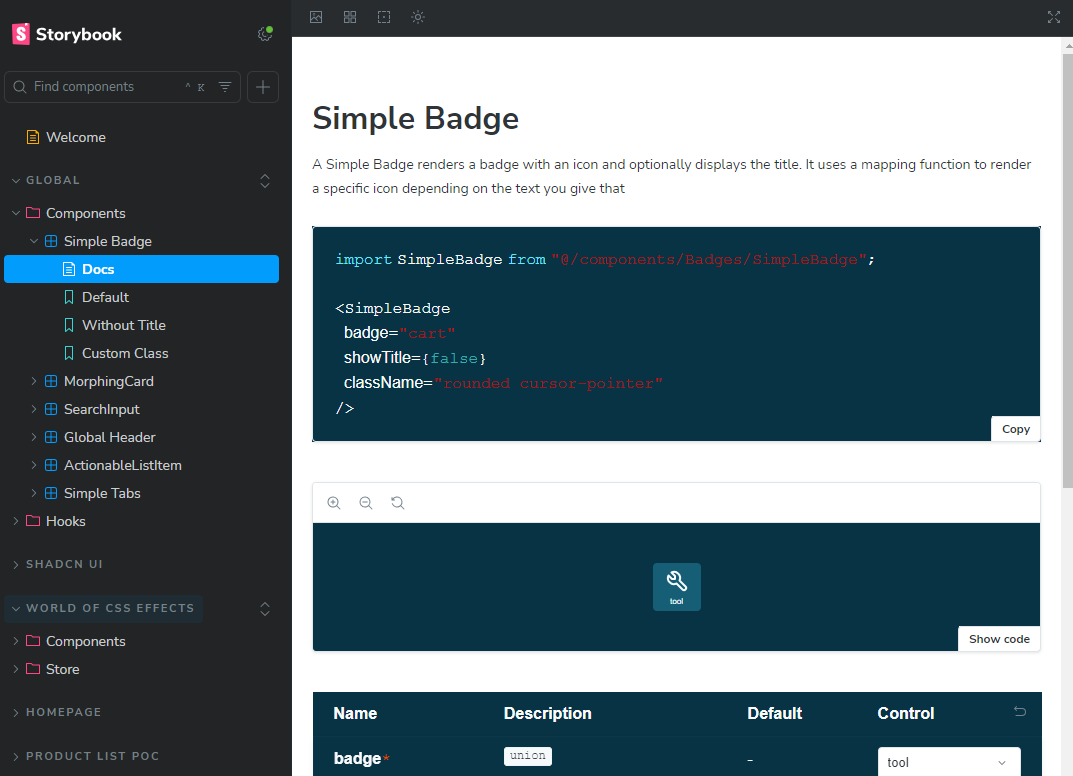 Storybook
Find components
^ K
Welcome
GLOBAL
Components
Simple Badge
Docs
Default
Without Title
Custom Class
MorphingCard
SearchInput
Global Header
ActionableListItem
Simple Tabs
Hooks
SHADCN UI
WORLD OF CSS EFFECTS
Components
Store
HOMEPAGE
PRODUCT LIST POC
Simple Badge
A Simple Badge renders a badge with an icon and optionally displays the title. It uses a mapping function to render
a specific icon depending on the text you give that
import SimpleBadge from "@/components/Badges/SimpleBadge";
<SimpleBadge
badge="cart"
showTitle={false}
className="rounded cursor-pointer"
/>
Copy
tool
Show code
Name Description Default Control
badge* union - tool